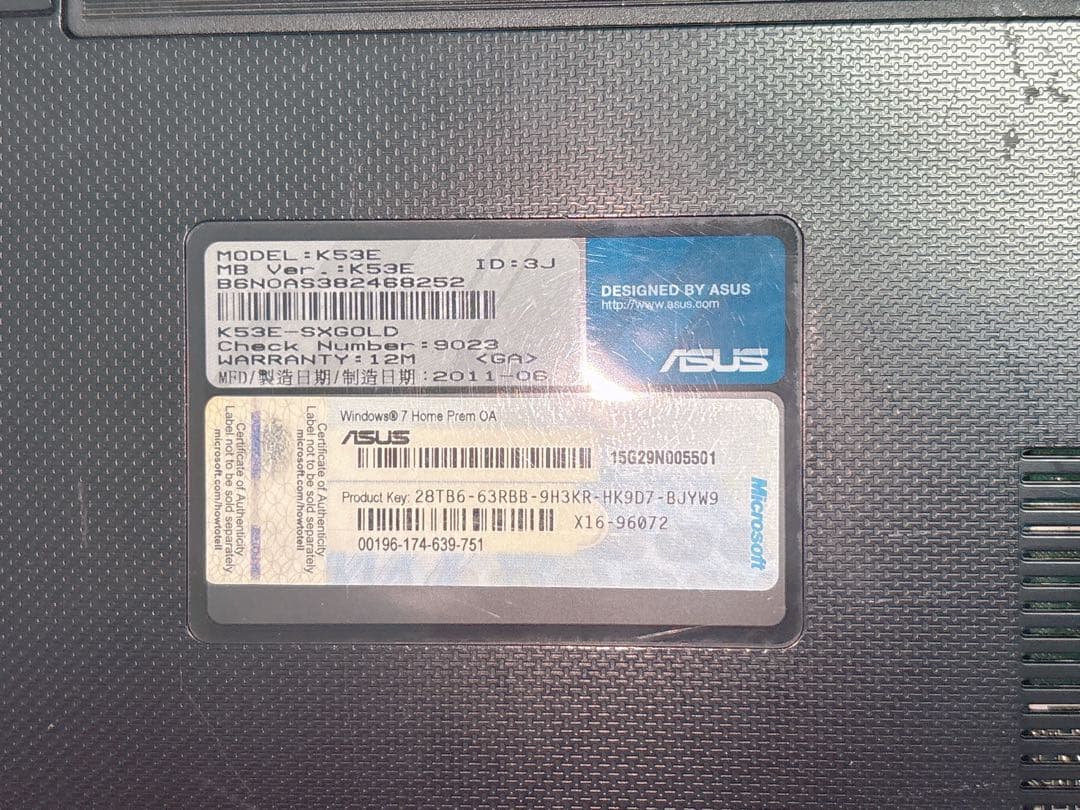 MODEL:K53E
MB Ver.:K53E
ID:3J
B6N0AS382468252
K53E-SXGOLD
Check Number:9023
WARRANTY:12M <GA>
MFD/製造日期/制造日期:2011-06
DESIGNED BY ASUS
http://www.asus.com
ASUS
Certificate of Authenticity
Label not to be sold separately
microsoft.com/howtotell
Certificate of Authenticity
Label not to be sold separately
microsoft.com/howtotell
Windows® 7 Home Prem OA
ASUS
15G29N005501
Product Key: 28TB6-63RBB-9H3KR-HK9D7-BJYW9
X16-96072
00196-174-639-751
Microsoft